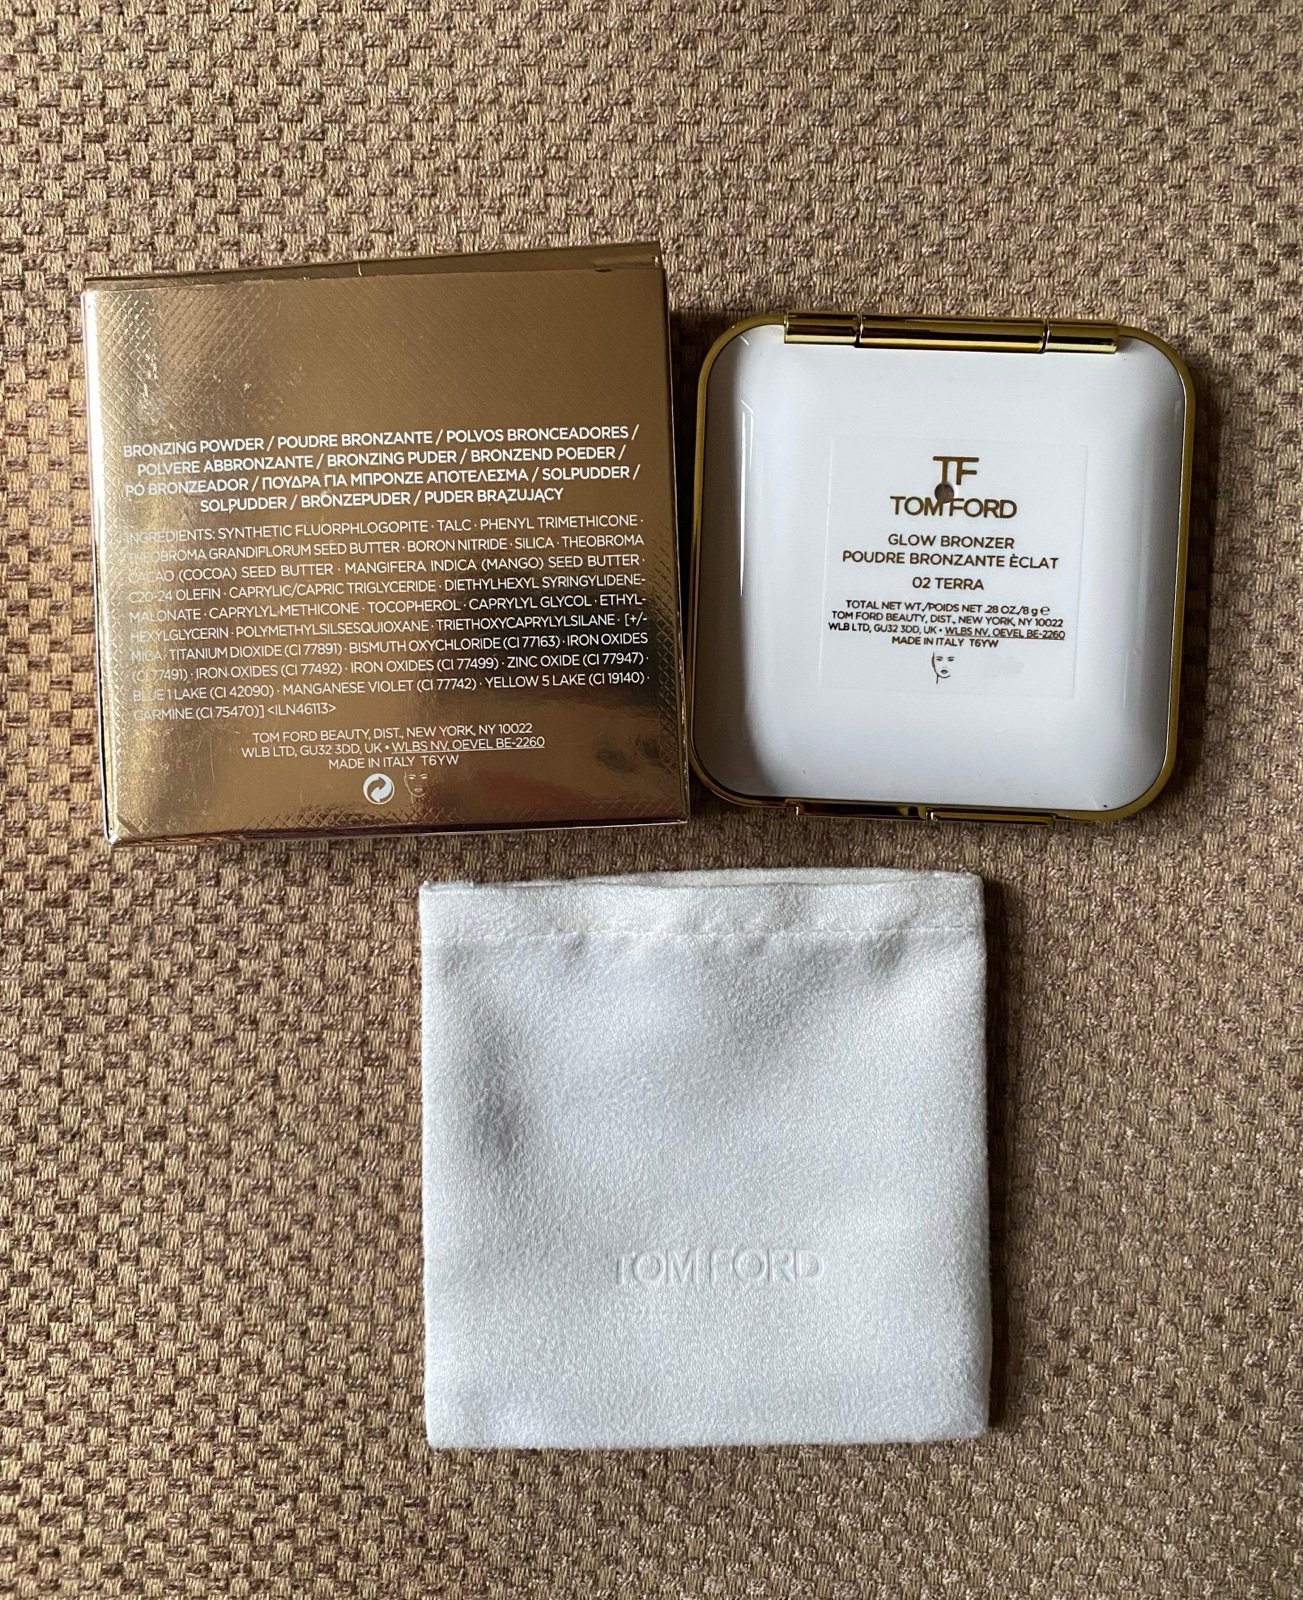 BRONZING POWDER / POUDRE BRONZANTE / POLVOS BRONCEADORES /
POLVERE ABBRONZANTE / BRONZING PUDER / BRONZEND POEDER /
PÓ BRONZEADOR / ΠΟΥΔΡΑ ΓΙΑ ΜΠΡΟΝΖΕ ΑΠΟΤΕΛΕΣΜΑ / SOLPUDDER /
SOLPUDDER / BRONZEPUDER / PUDER BRĄZUJĄCY
INGREDIENTS: SYNTHETIC FLUORPHLOGOPITE · TALC · PHENYL TRIMETHICONE ·
THEOBROMA GRANDIFLORUM SEED BUTTER · BORON NITRIDE · SILICA · THEOBROMA
CACAO (COCOA) SEED BUTTER · MANGIFERA INDICA (MANGO) SEED BUTTER ·
C20-24 OLEFIN · CAPRYLIC/CAPRIC TRIGLYCERIDE · DIETHYLHEXYL SYRINGYLIDENE-
MALONATE · CAPRYLYL METHICONE · TOCOPHEROL · CAPRYLYL GLYCOL · ETHYL-
HEXYLGLYCERIN · POLYMETHYLSILSESQUIOXANE · TRIETHOXYCAPRYLYLSILANE · [+/-
MICA · TITANIUM DIOXIDE (CI 77891) · BISMUTH OXYCHLORIDE (CI 77163) · IRON OXIDES
(CI 77491) · IRON OXIDES (CI 77492) · IRON OXIDES (CI 77499) · ZINC OXIDE (CI 77947) ·
BLUE 1 LAKE (CI 42090) · MANGANESE VIOLET (CI 77742) · YELLOW 5 LAKE (CI 19140) ·
CARMINE (CI 75470)] <ILN46113>
TOM FORD BEAUTY, DIST., NEW YORK, NY 10022
WLB LTD, GU32 3DD, UK • WLBS NV, OEVEL BE-2260
MADE IN ITALY T6YW
TF
TOM FORD
GLOW BRONZER
POUDRE BRONZANTE ÈCLAT
02 TERRA
TOTAL NET WT./POIDS NET .28 OZ./8 g e
TOM FORD BEAUTY, DIST., NEW YORK, NY 10022
WLB LTD, GU32 3DD, UK • WLBS NV, OEVEL BE-2260
MADE IN ITALY T6YW
TOM FORD